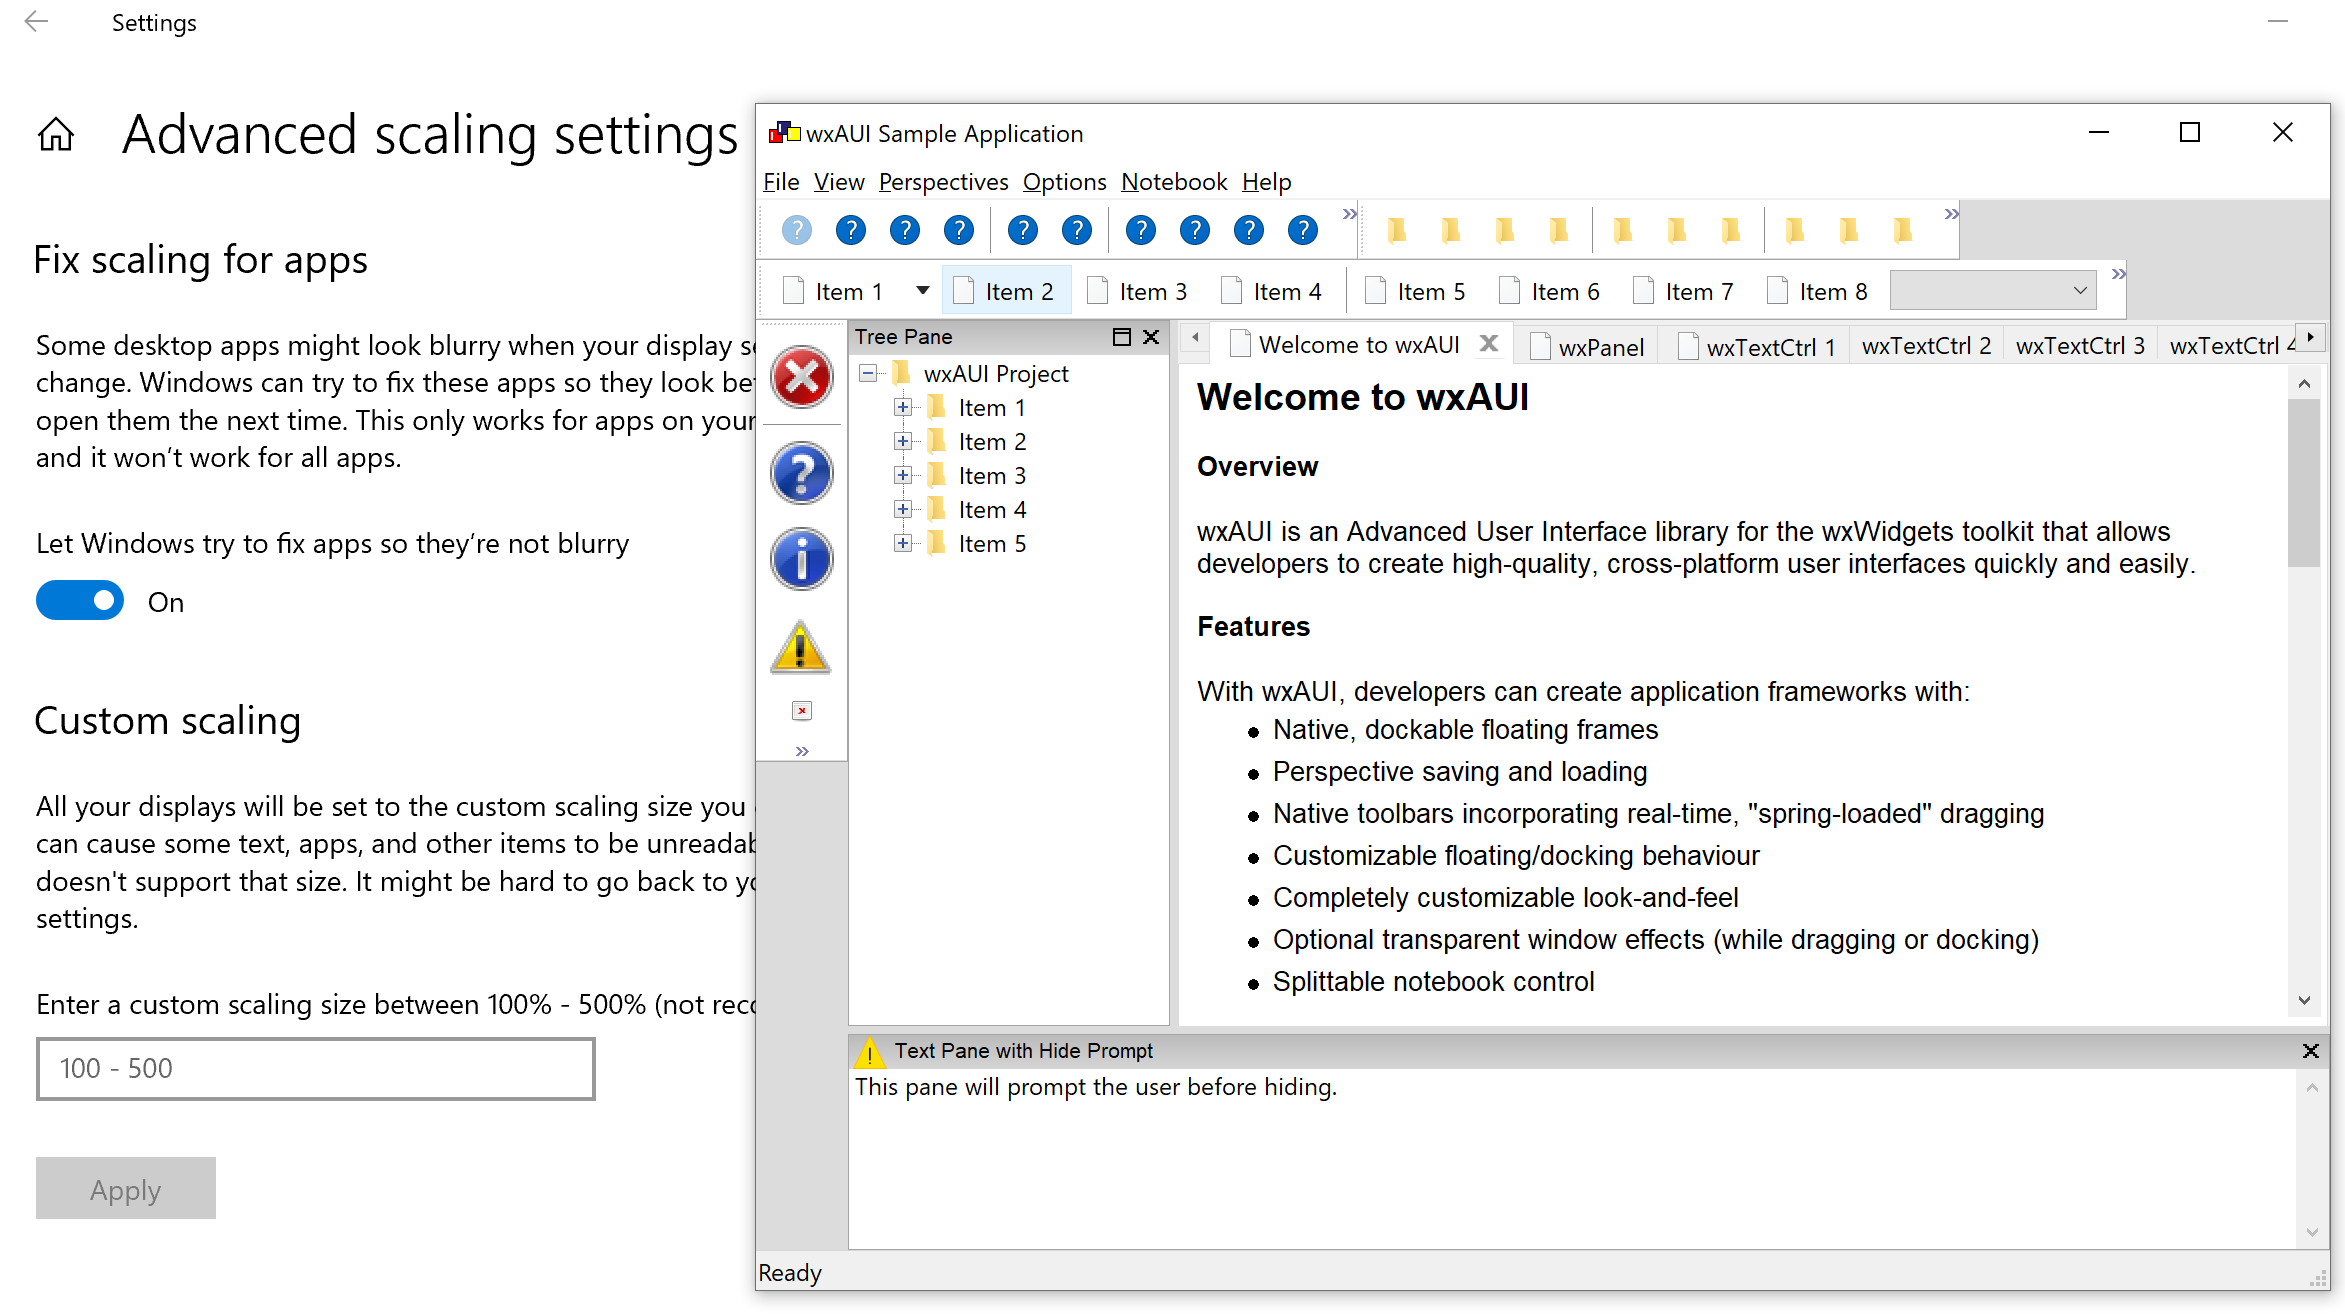 Settings
Advanced scaling settings
Fix scaling for apps
Some desktop apps might look blurry when your display
change. Windows can try to fix these apps so they look
open them the next time. This only works for apps on your
and it won’t work for all apps.
Let Windows try to fix apps so they’re not blurry
On
Custom scaling
All your displays will be set to the custom scaling size you
can cause some text, apps, and other items to be
doesn't support that size. It might be hard to go back to
settings.
Enter a custom scaling size between 100% - 500% (not
100 - 500
Apply
wxAUI Sample Application
File View Perspectives Options Notebook Help
Item 1 Item 2 Item 3 Item 4 Item 5 Item 6 Item 7 Item 8
Tree Pane
wxAUI Project
Item 1
Item 2
Item 3
Item 4
Item 5
Welcome to wxAUI wxPanel wxTextCtrl 1 wxTextCtrl 2 wxTextCtrl 3 wxTextCtrl 4
Welcome to wxAUI
Overview
wxAUI is an Advanced User Interface library for the wxWidgets toolkit that allows
developers to create high-quality, cross-platform user interfaces quickly and easily.
Features
With wxAUI, developers can create application frameworks with:
• Native, dockable floating frames
• Perspective saving and loading
• Native toolbars incorporating real-time, "spring-loaded" dragging
• Customizable floating/docking behaviour
• Completely customizable look-and-feel
• Optional transparent window effects (while dragging or docking)
• Splittable notebook control
Text Pane with Hide Prompt
This pane will prompt the user before hiding.
Ready